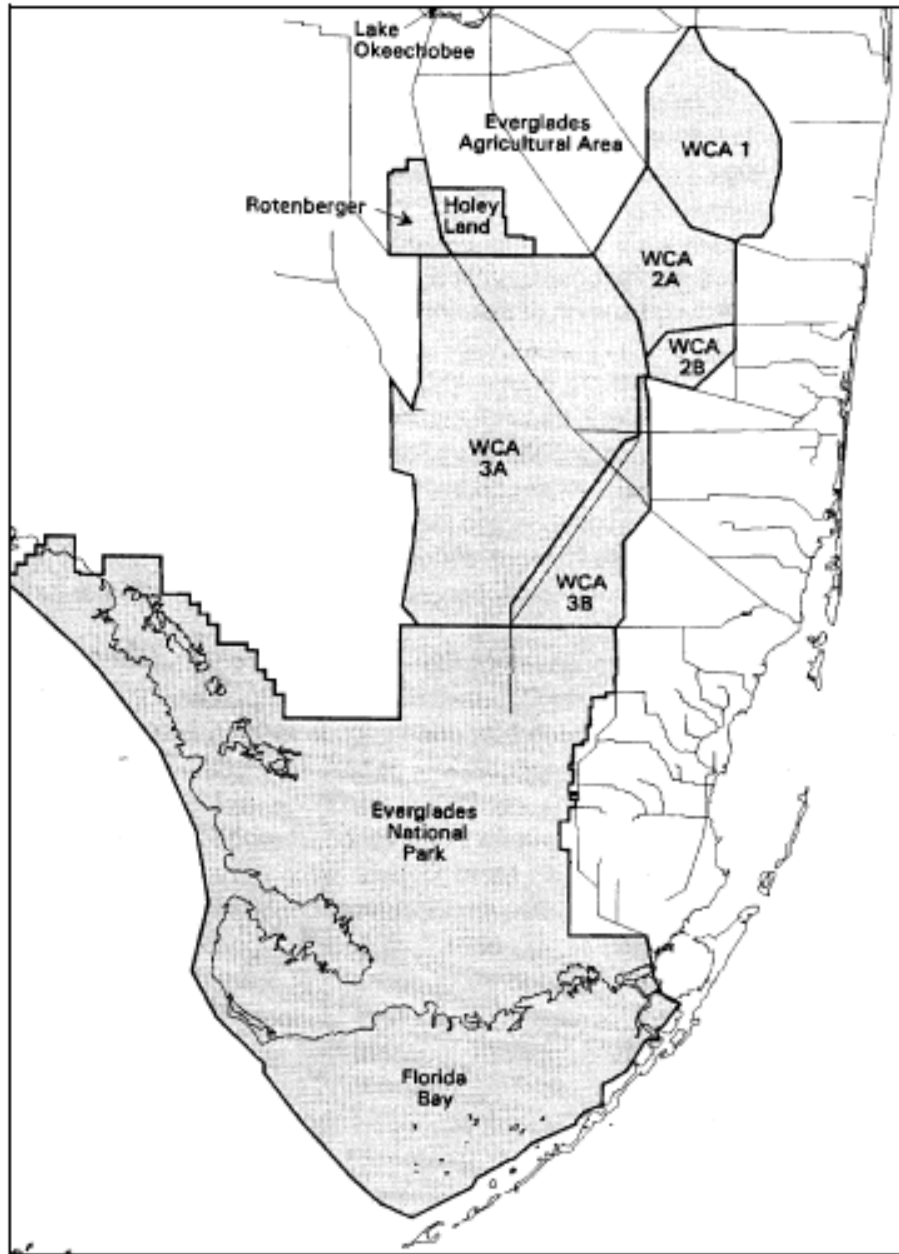 Lake
Okeechobee
Everglades
Agricultural Area
WCA 1
Rotenberger
Holey
Land
WCA
2A
WCA
2B
WCA
3A
WCA
3B
Everglades
National
Park
Florida
Bay